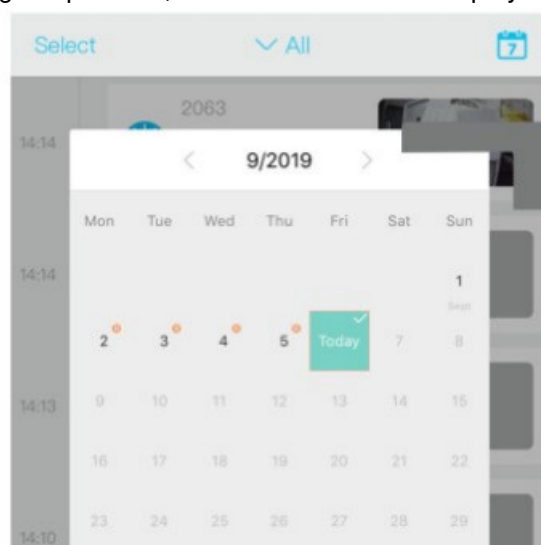 Select All 7
2063
14:14
9/2019
Mon Tue Wed Thu Fri Sat Sun
14:14
1
Sept
2 3 4 5 Today 7 8
14:13
9 10 11 12 13 14 15
16 17 18 19 20 21 22
23 24 25 26 27 28 29
14:10